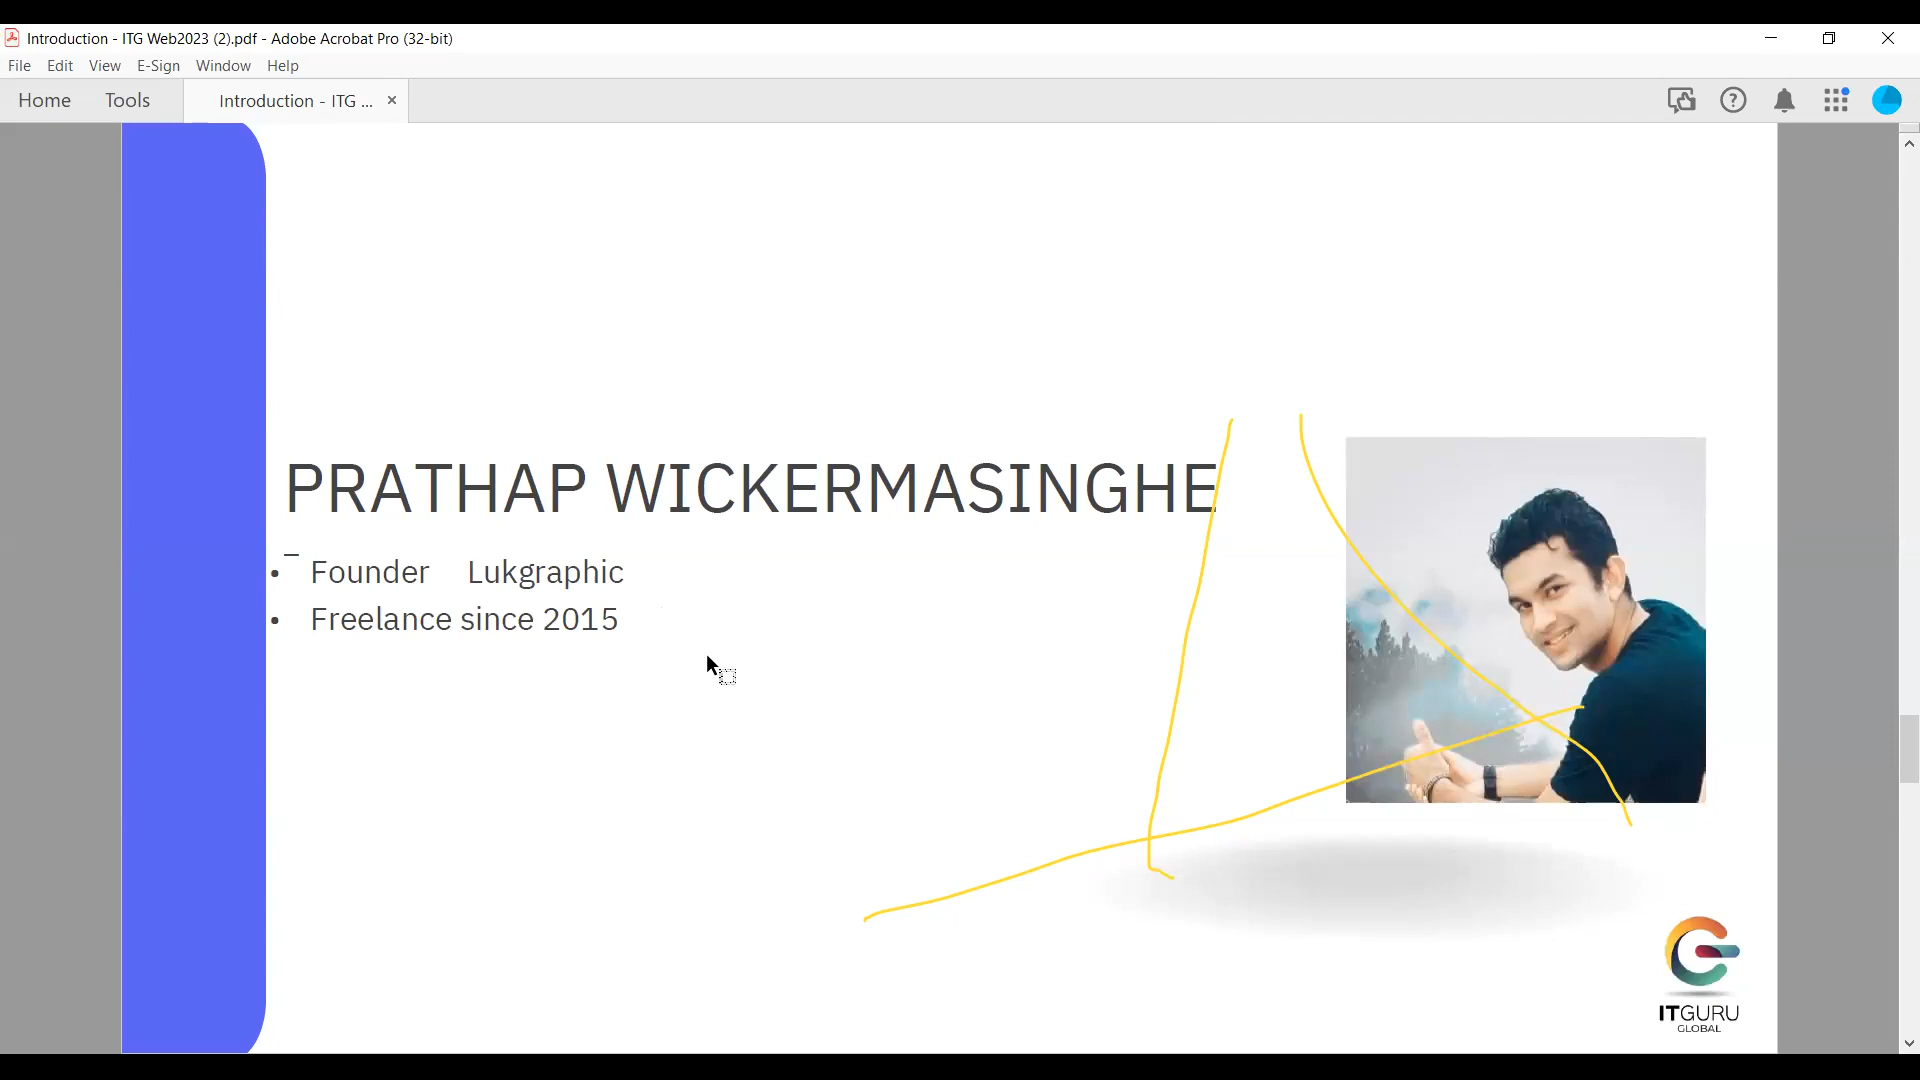 Introduction - ITG Web2023 (2).pdf - Adobe Acrobat Pro (32-bit)
File Edit View E-Sign Window Help
Home Tools Introduction - ITG ...
PRATHAP WICKERMASINGHE
• Founder Lukgraphic
• Freelance since 2015
ITGURU
GLOBAL